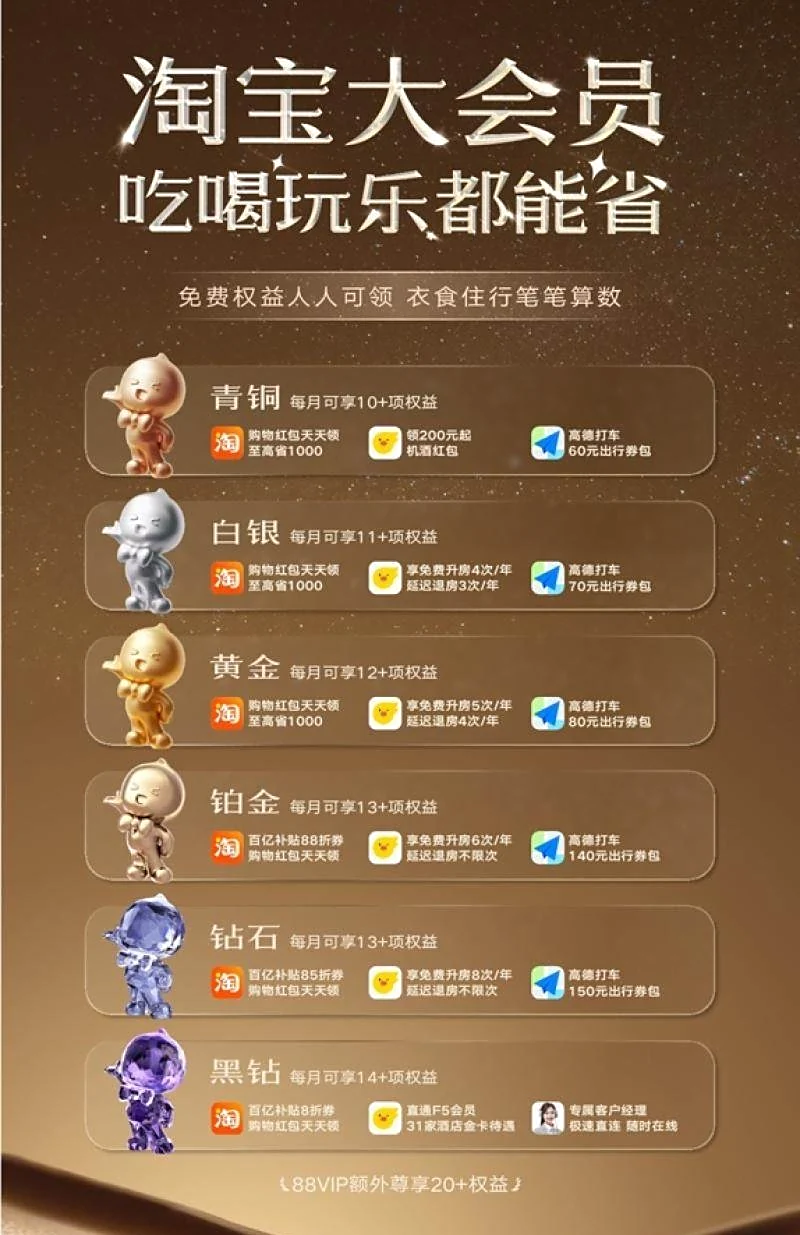 淘宝大会员
吃喝玩乐都能省
免费权益人人可领 衣食住行笔笔算数
青铜 每月可享10+项权益
淘 购物红包天天领 领200元起 高德打车
至高省1000 机酒红包 60元出行券包
白银 每月可享11+项权益
淘 购物红包天天领 享免费升房4次/年 高德打车
至高省1000 延迟退房3次/年 70元出行券包
黄金 每月可享12+项权益
淘 购物红包天天领 享免费升房5次/年 高德打车
至高省1000 延迟退房4次/年 80元出行券包
铂金 每月可享13+项权益
淘 百亿补贴88折券 享免费升房6次/年 高德打车
购物红包天天领 延迟退房不限次 140元出行券包
钻石 每月可享13+项权益
淘 百亿补贴85折券 享免费升房8次/年 高德打车
购物红包天天领 延迟退房不限次 150元出行券包
黑钻 每月可享14+项权益
淘 百亿补贴8折券 直通F5会员 专属客户经理
购物红包天天领 31家酒店金卡待遇 极速直连 随时在线
88VIP额外尊享20+权益